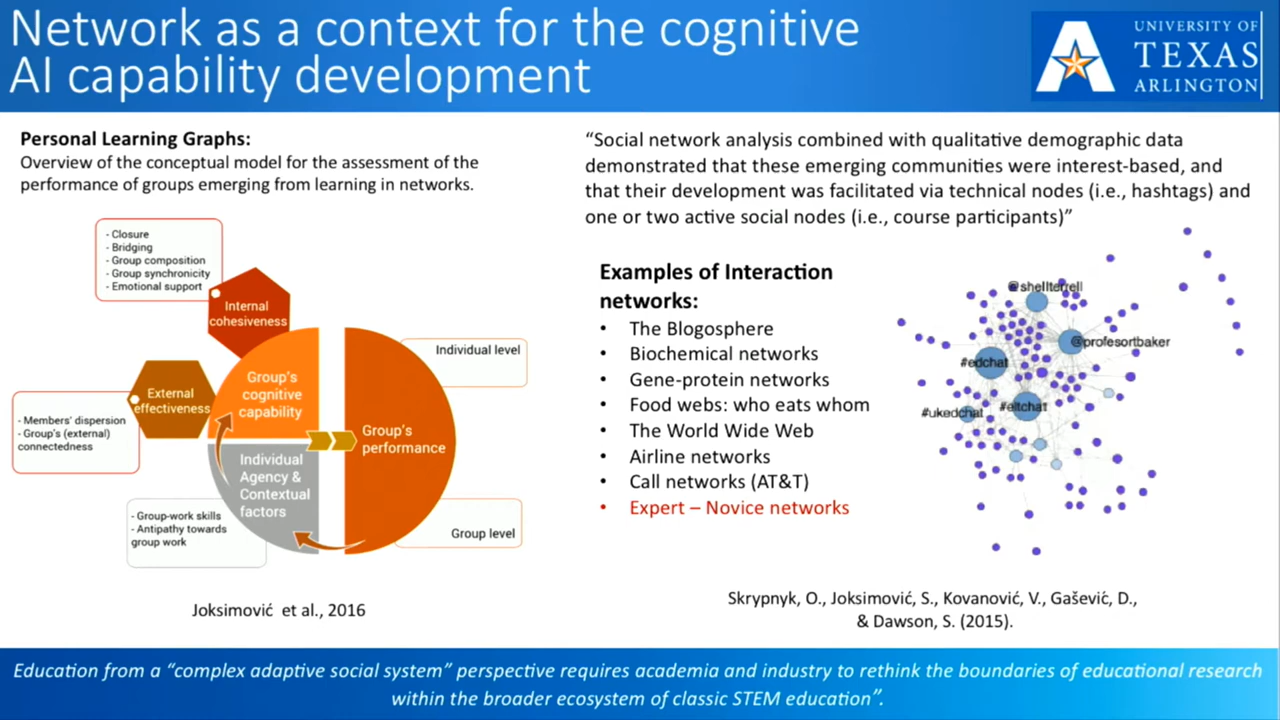 Network as a context for the cognitive
AI capability development
UNIVERSITY OF
TEXAS
ARLINGTON
Personal Learning Graphs:
Overview of the conceptual model for the assessment of the
performance of groups emerging from learning in networks.
- Closure
- Bridging
- Group composition
- Group synchronicity
- Emotional support
Internal
cohesiveness
External
effectiveness
- Members' dispersion
- Group's (external)
connectedness
Group's
cognitive
capability
Individual
Agency &
Contextual
factors
- Group-work skills
- Antipathy towards
group work
Group's
performance
Individual level
Group level
Joksimović et al., 2016
“Social network analysis combined with qualitative demographic data
demonstrated that these emerging communities were interest-based, and
that their development was facilitated via technical nodes (i.e., hashtags) and
one or two active social nodes (i.e., course participants)”
Examples of Interaction
networks:
• The Blogosphere
• Biochemical networks
• Gene-protein networks
• Food webs: who eats whom
• The World Wide Web
• Airline networks
• Call networks (AT&T)
• Expert – Novice networks
@shellterrell
@profesortbaker
#edchat
#ukedchat
#eltchat
Skrypnyk, O., Joksimović, S., Kovanović, V., Gašević, D.,
& Dawson, S. (2015).
Education from a “complex adaptive social system” perspective requires academia and industry to rethink the boundaries of educational research
within the broader ecosystem of classic STEM education”.